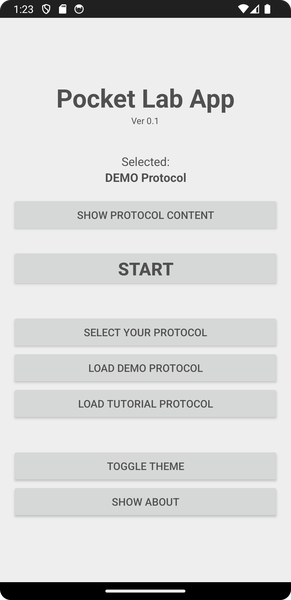 1:23
Pocket Lab App
Ver 0.1
Selected:
DEMO Protocol
SHOW PROTOCOL CONTENT
START
SELECT YOUR PROTOCOL
LOAD DEMO PROTOCOL
LOAD TUTORIAL PROTOCOL
TOGGLE THEME
SHOW ABOUT